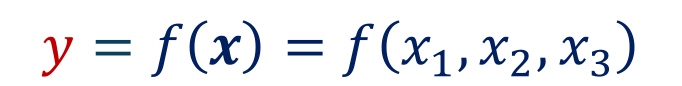 y = f(x) = f(x₁, x₂, x₃)